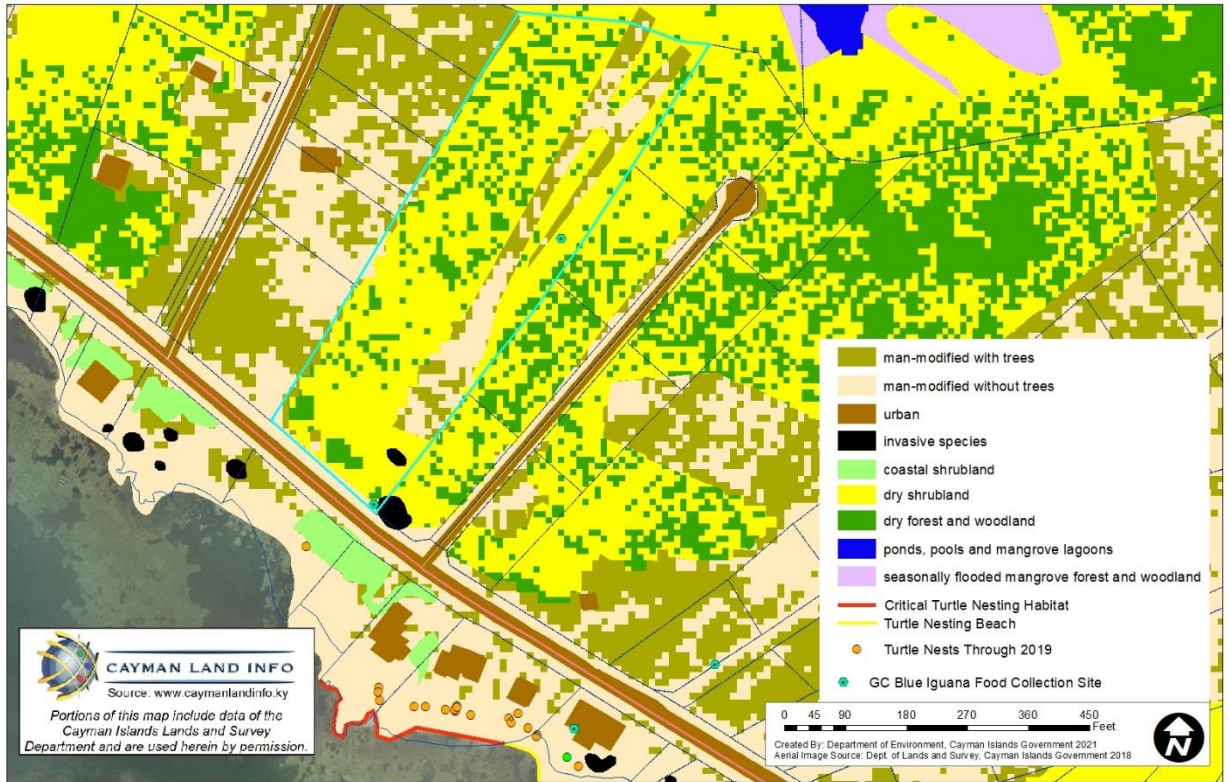 man-modified with trees
man-modified without trees
urban
invasive species
coastal shrubland
dry shrubland
dry forest and woodland
ponds, pools and mangrove lagoons
seasonally flooded mangrove forest and woodland
Critical Turtle Nesting Habitat
Turtle Nesting Beach
Turtle Nests Through 2019
GC Blue Iguana Food Collection Site
CAYMAN LAND INFO
Source: www.caymanlandinfo.ky
Portions of this map include data of the
Cayman Islands Lands and Survey
Department and are used herein by permission.
0 45 90 180 270 360 450
Feet
Created By: Department of Environment, Cayman Islands Government 2021
Aerial Image Source: Dept. of Lands and Survey, Cayman Islands Government 2018
N